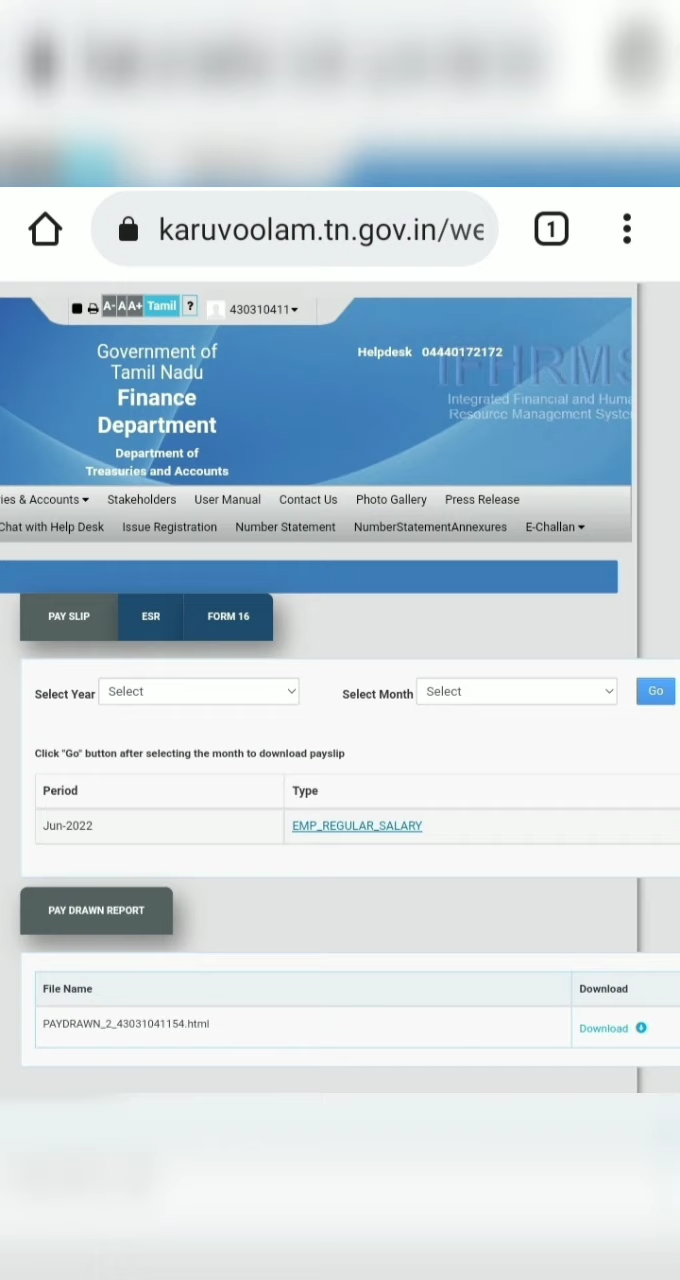 karuvoolam.tn.gov.in/we
1
A- A A+ Tamil ? 430310411
Government of
Tamil Nadu
Finance
Department
Department of
Treasuries and Accounts
Helpdesk 04440172172
IFHRMS
Integrated Financial and Huma
Resource Management Syste
ies & Accounts Stakeholders User Manual Contact Us Photo Gallery Press Release
Chat with Help Desk Issue Registration Number Statement NumberStatementAnnexures E-Challan
PAY SLIP ESR FORM 16
Select Year Select Select Month Select Go
Click "Go" button after selecting the month to download payslip
Period Type
Jun-2022 EMP_REGULAR_SALARY
PAY DRAWN REPORT
File Name Download
PAYDRAWN_2_43031041154.html Download